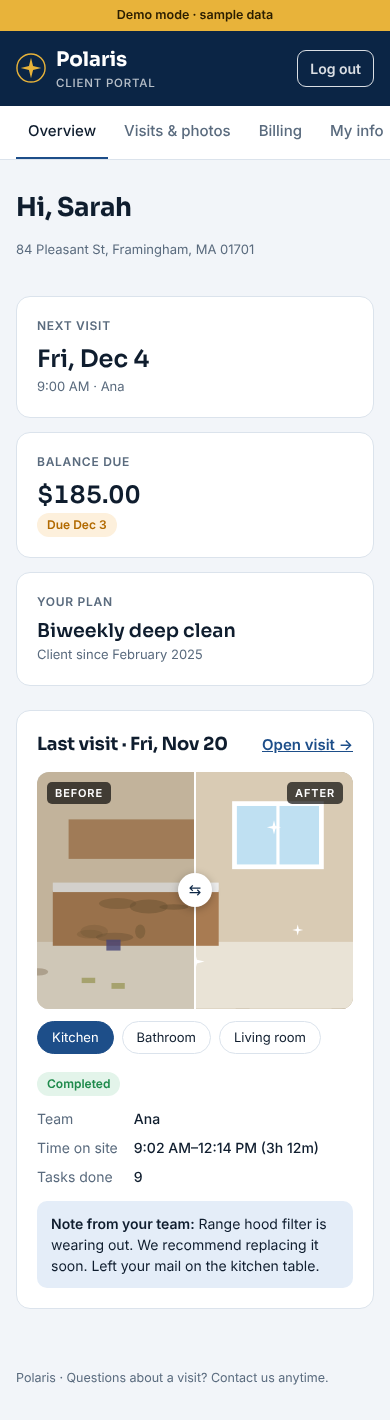 Demo mode · sample data
Polaris
CLIENT PORTAL
Log out
Overview
Visits & photos
Billing
My info
Hi, Sarah
84 Pleasant St, Framingham, MA 01701
NEXT VISIT
Fri, Dec 4
9:00 AM · Ana
BALANCE DUE
$185.00
Due Dec 3
YOUR PLAN
Biweekly deep clean
Client since February 2025
Last visit · Fri, Nov 20
Open visit →
BEFORE
AFTER
Kitchen
Bathroom
Living room
Completed
Team Ana
Time on site 9:02 AM–12:14 PM (3h 12m)
Tasks done 9
Note from your team: Range hood filter is
wearing out. We recommend replacing it
soon. Left your mail on the kitchen table.
Polaris · Questions about a visit? Contact us anytime.